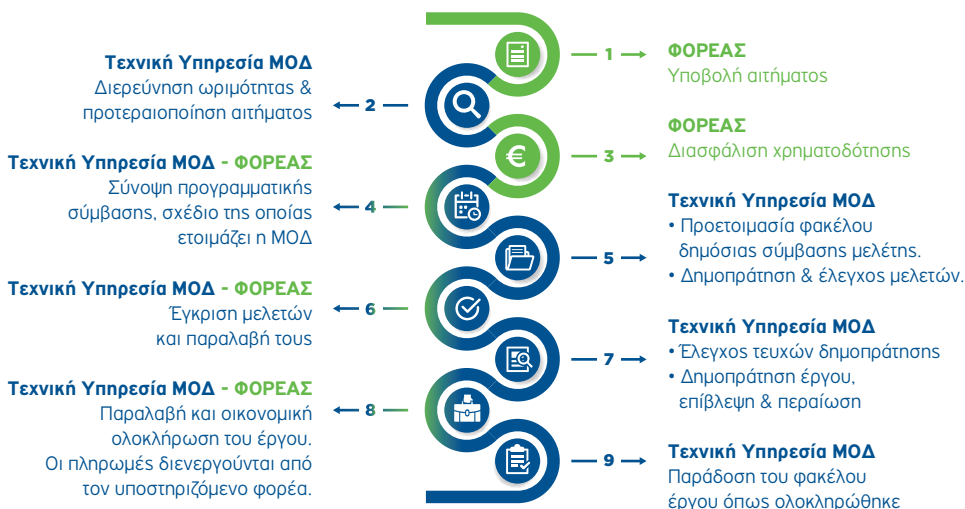 1
ΦΟΡΕΑΣ
Υποβολή αιτήματος
Τεχνική Υπηρεσία ΜΟΔ
Διερεύνηση ωριμότητας &
προτεραιοποίηση αιτήματος
2
3
ΦΟΡΕΑΣ
Διασφάλιση χρηματοδότησης
Τεχνική Υπηρεσία ΜΟΔ - ΦΟΡΕΑΣ
Σύνοψη προγραμματικής
σύμβασης, σχέδιο της οποίας
ετοιμάζει η ΜΟΔ
4
5
Τεχνική Υπηρεσία ΜΟΔ
• Προετοιμασία φακέλου
δημόσιας σύμβασης μελέτης.
• Δημοπράτηση & έλεγχος μελετών.
Τεχνική Υπηρεσία ΜΟΔ - ΦΟΡΕΑΣ
Έγκριση μελετών
και παραλαβή τους
6
7
Τεχνική Υπηρεσία ΜΟΔ
• Έλεγχος τευχών δημοπράτησης
• Δημοπράτηση έργου,
επίβλεψη & περαίωση
Τεχνική Υπηρεσία ΜΟΔ - ΦΟΡΕΑΣ
Παραλαβή και οικονομική
ολοκλήρωση του έργου.
Οι πληρωμές διενεργούνται από
τον υποστηριζόμενο φορέα.
8
9
Τεχνική Υπηρεσία ΜΟΔ
Παράδοση του φακέλου
έργου όπως ολοκληρώθηκε